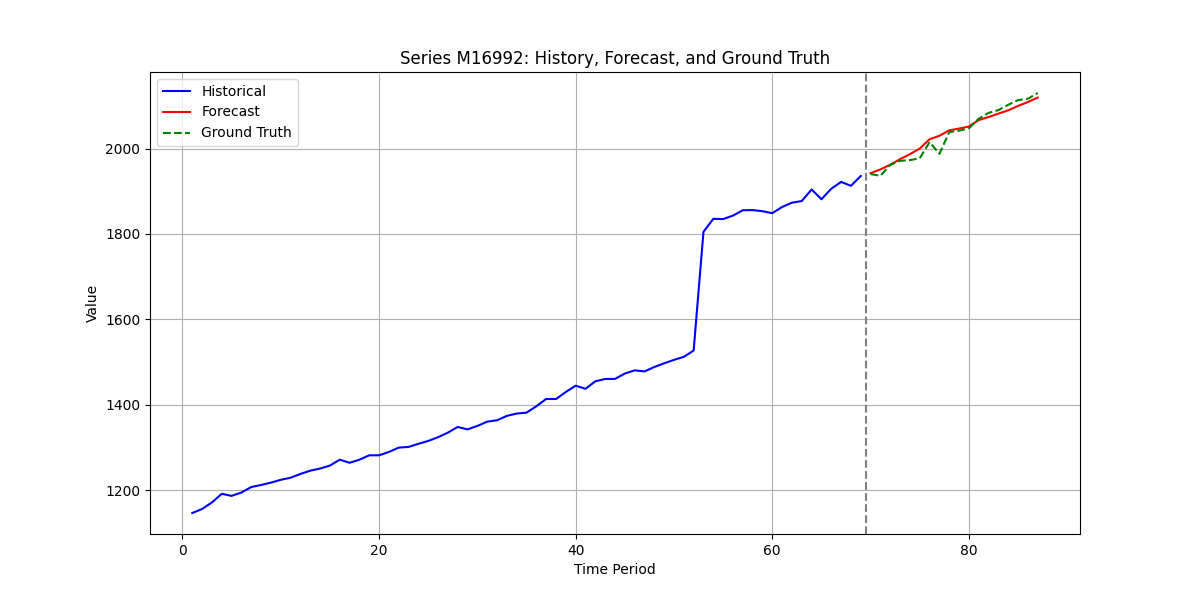 Series M16992: History, Forecast, and Ground Truth
Historical
Forecast
Ground Truth
Value
2000
1800
1600
1400
1200
0 20 40 60 80
Time Period